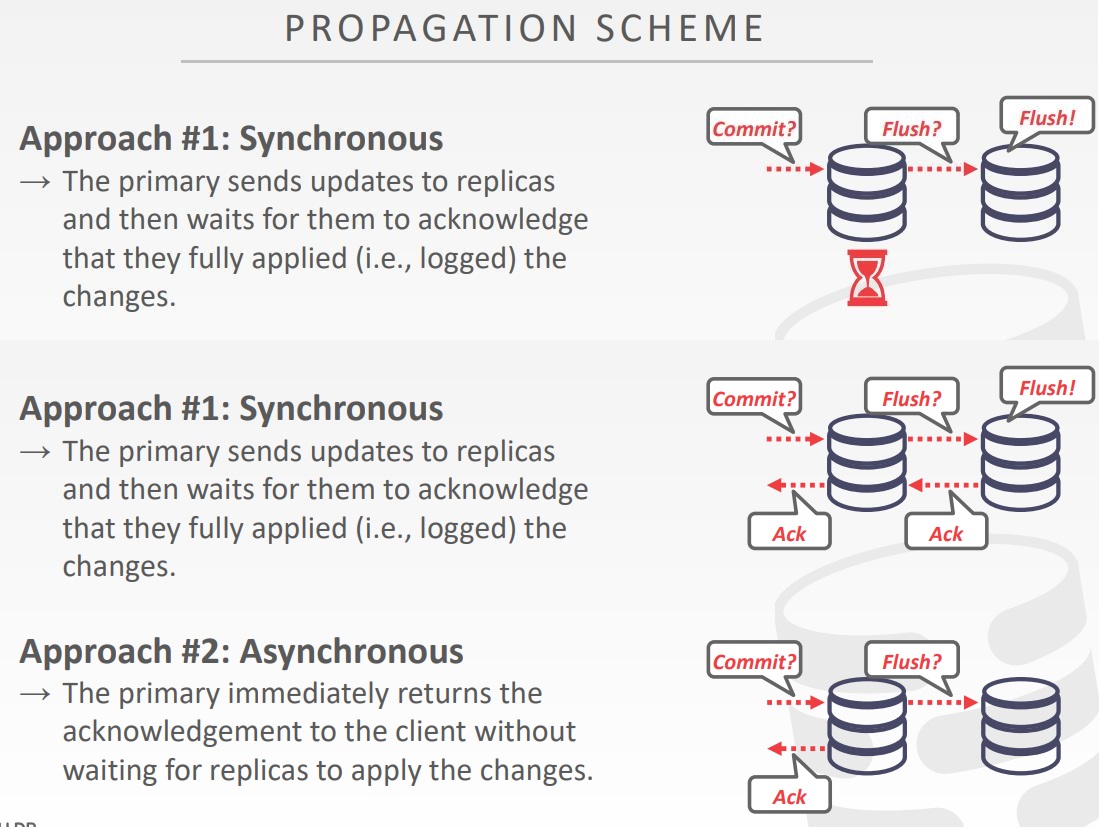 PROPAGATION SCHEME
Approach #1: Synchronous
→ The primary sends updates to replicas
and then waits for them to acknowledge
that they fully applied (i.e., logged) the
changes.
Commit?
Flush?
Flush!
Approach #1: Synchronous
→ The primary sends updates to replicas
and then waits for them to acknowledge
that they fully applied (i.e., logged) the
changes.
Commit?
Flush?
Flush!
Ack
Ack
Approach #2: Asynchronous
→ The primary immediately returns the
acknowledgement to the client without
waiting for replicas to apply the changes.
Commit?
Flush?
Ack